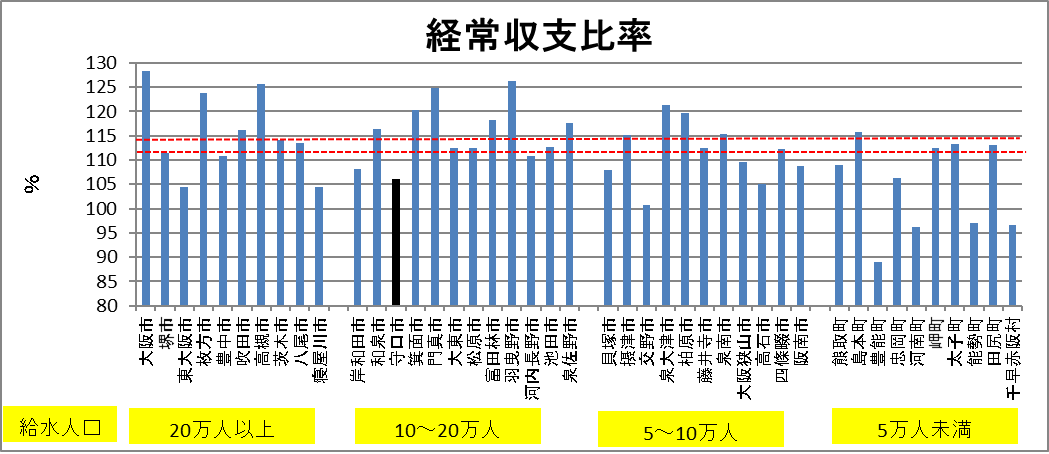 経常収支比率
130
125
120
115
110
105
100
95
90
85
80
%
大阪市
堺市
東大阪市
枚方市
豊中市
吹田市
高槻市
茨木市
八尾市
寝屋川市
岸和田市
和泉市
守口市
箕面市
門真市
大東市
松原市
富田林市
羽曳野市
河内長野市
池田市
泉佐野市
貝塚市
摂津市
交野市
泉大津市
柏原市
藤井寺市
泉南市
大阪狭山市
高石市
四條畷市
阪南市
熊取町
島本町
豊能町
忠岡町
河南町
岬町
太子町
能勢町
田尻町
千早赤阪村
給水人口
20万人以上
10～20万人
5～10万人
5万人未満